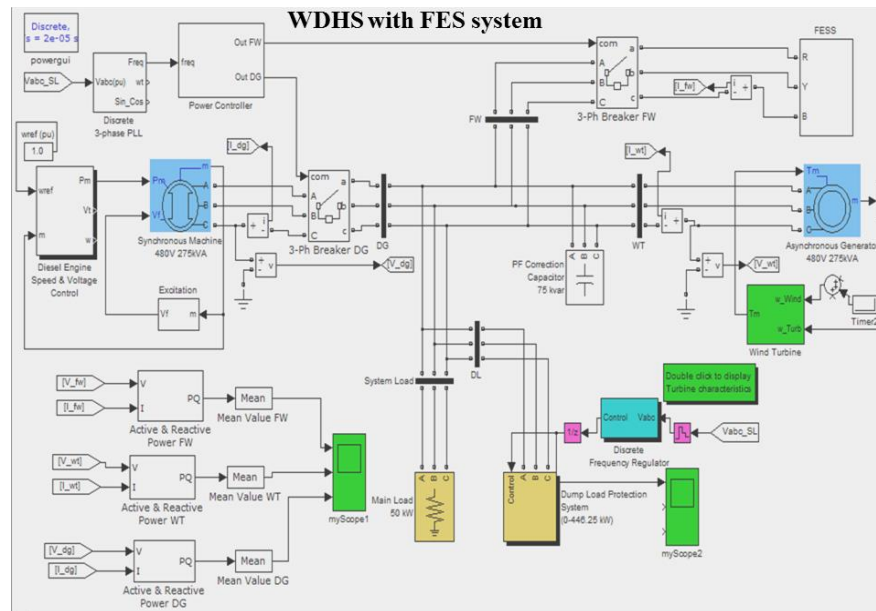 WDHS with FES system
Discrete,
s = 2e-05 s
powergui
Vabc_SL
Freq
Vabc(pu) wt
Sin_Cos
Discrete
3-phase PLL
freq
Out FW
Out DG
Power Controller
com
A
B
C
a
b
c
3-Ph Breaker FW
FESS
R
Y
B
[I_fw]
i
+
-
FW
wref (pu)
1.0
wref
m
Pm
Vt
w
Diesel Engine
Speed & Voltage
Control
Pm
Vf
m
A
B
C
Synchronous Machine
480V 275kVA
[I_dg]
i
+
-
com
A
B
C
a
b
c
3-Ph Breaker DG
DG
+
-
v
[V_dg]
Excitation
Vf m
A B C
PF Correction
Capacitor
75 kvar
[I_wt]
WT
i
+
-
+
-
v
[V_wt]
Tm
A
B
C
m
Asynchronous Generator
480V 275kVA
Tm
w_Wind
w_Turb
Wind Turbine
Timer2
DL
System Load
Double click to display
Turbine characteristics
1/z
Control Vabc
Discrete
Frequency Regulator
Vabc_SL
A B C
Main Load
50 kW
Control
A B C
Dump Load Protection
System
(0-446.25 kW)
myScope2
[V_fw]
[I_fw]
V
I
PQ
Active & Reactive
Power FW
Mean
Mean Value FW
[V_wt]
[I_wt]
V
I
PQ
Active & Reactive
Power WT
Mean
Mean Value WT
myScope1
[V_dg]
[I_dg]
V
I
PQ
Active & Reactive
Power DG
Mean
Mean Value DG